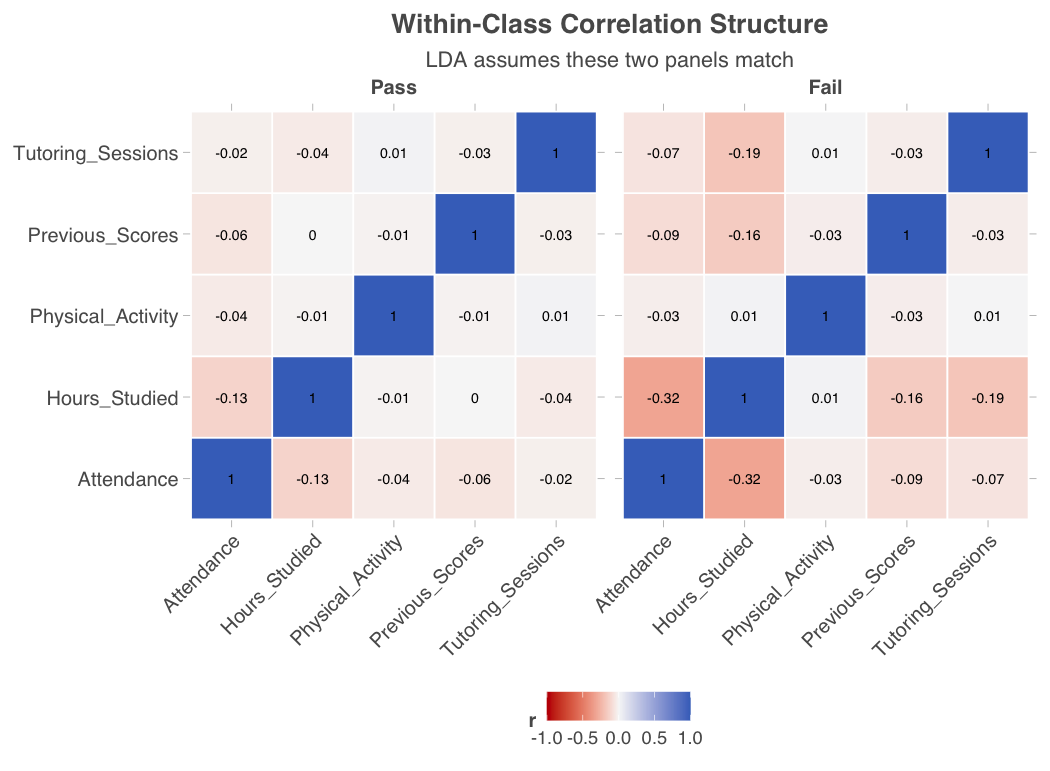 Within-Class Correlation Structure
LDA assumes these two panels match
Pass Fail
Tutoring_Sessions -0.02 -0.04 0.01 -0.03 1 -0.07 -0.19 0.01 -0.03 1
Previous_Scores -0.06 0 -0.01 1 -0.03 -0.09 -0.16 -0.03 1 -0.03
Physical_Activity -0.04 -0.01 1 -0.01 0.01 -0.03 0.01 1 -0.03 0.01
Hours_Studied -0.13 1 -0.01 0 -0.04 -0.32 1 0.01 -0.16 -0.19
Attendance 1 -0.13 -0.04 -0.06 -0.02 1 -0.32 -0.03 -0.09 -0.07
Attendance Hours_Studied Physical_Activity Previous_Scores Tutoring_Sessions Attendance Hours_Studied Physical_Activity Previous_Scores Tutoring_Sessions
r
-1.0 -0.5 0.0 0.5 1.0